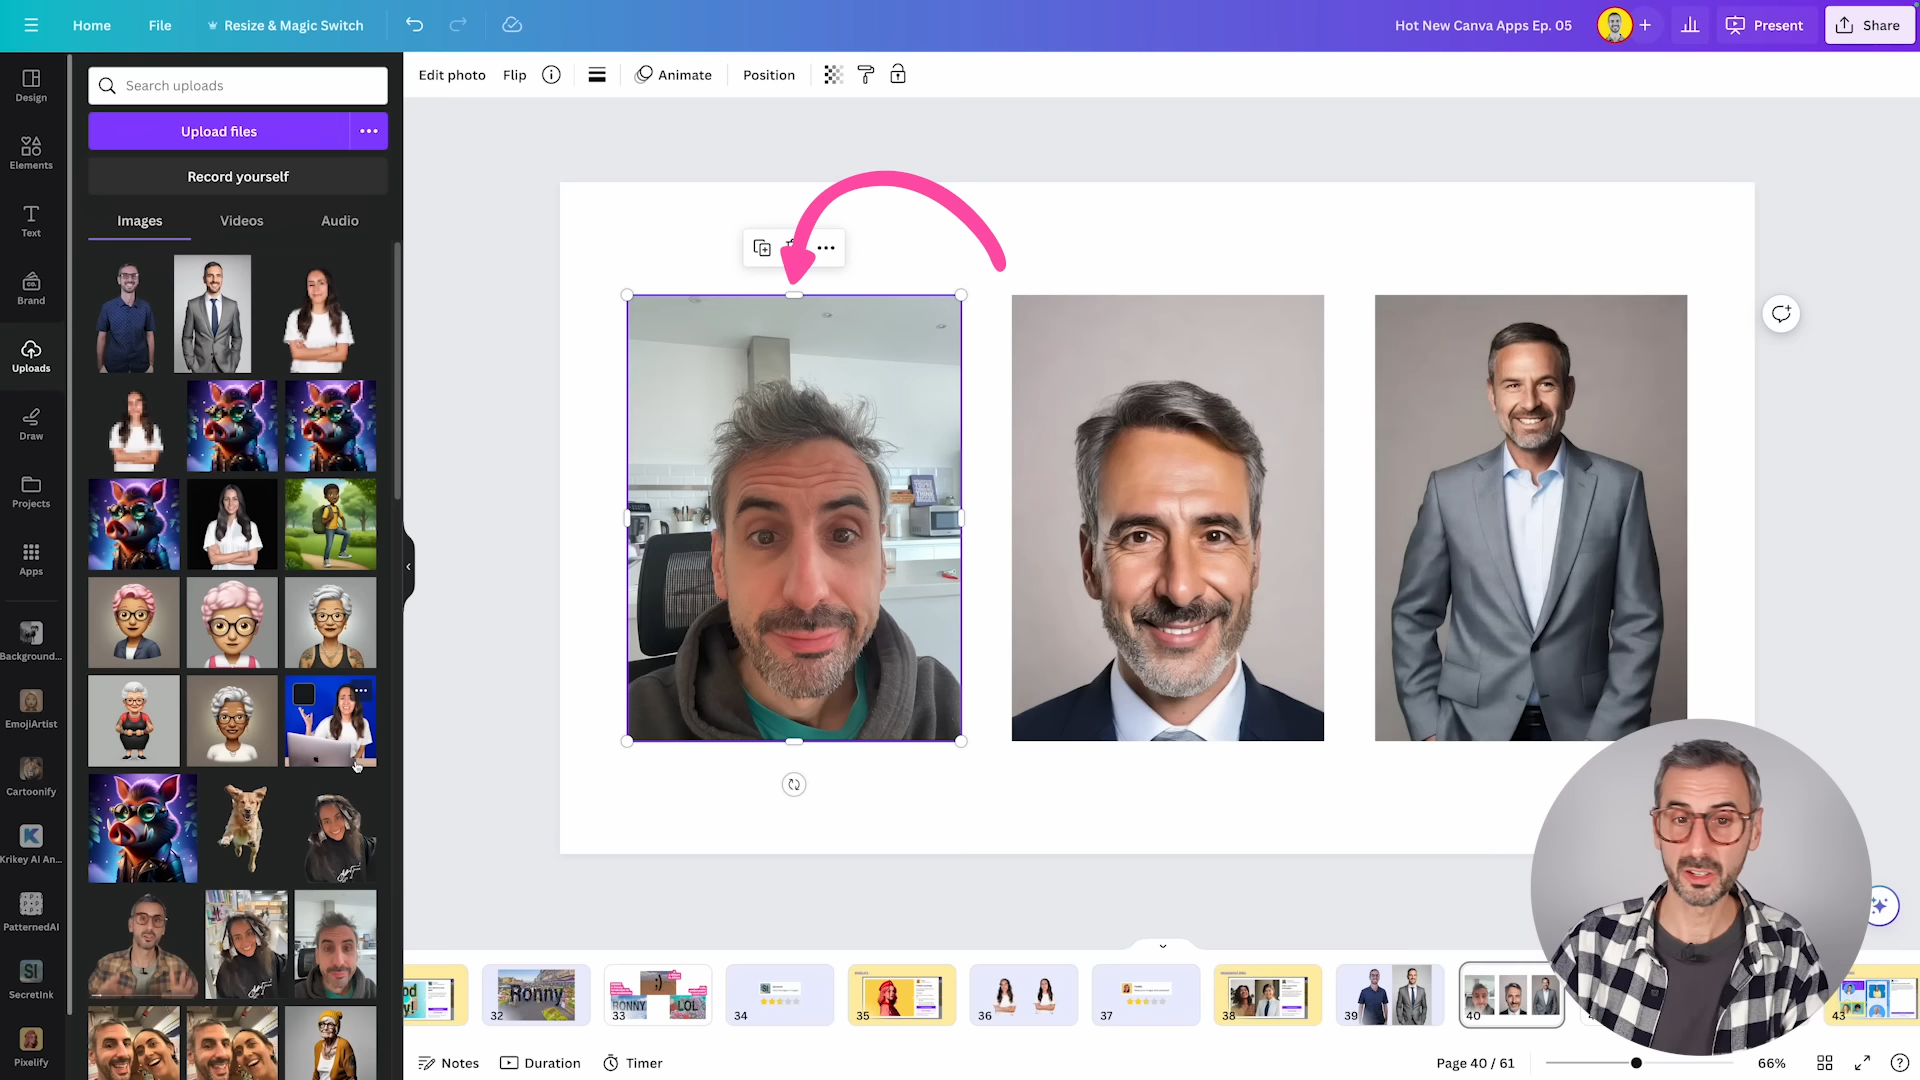 Home
File
Resize & Magic Switch
Hot New Canva Apps Ep. 05
Present
Share
Design
Elements
Text
Brand
Uploads
Draw
Projects
Apps
Background...
EmojiArtist
Cartoonify
Krikey AI An...
PatternedAI
SecretInk
Pixelify
Search uploads
Upload files
Record yourself
Images
Videos
Audio
Edit photo
Flip
Animate
Position
Ronny
32
RONNY
LOL
33
34
35
36
37
38
39
40
43
Notes
Duration
Timer
Page 40 / 61
66%